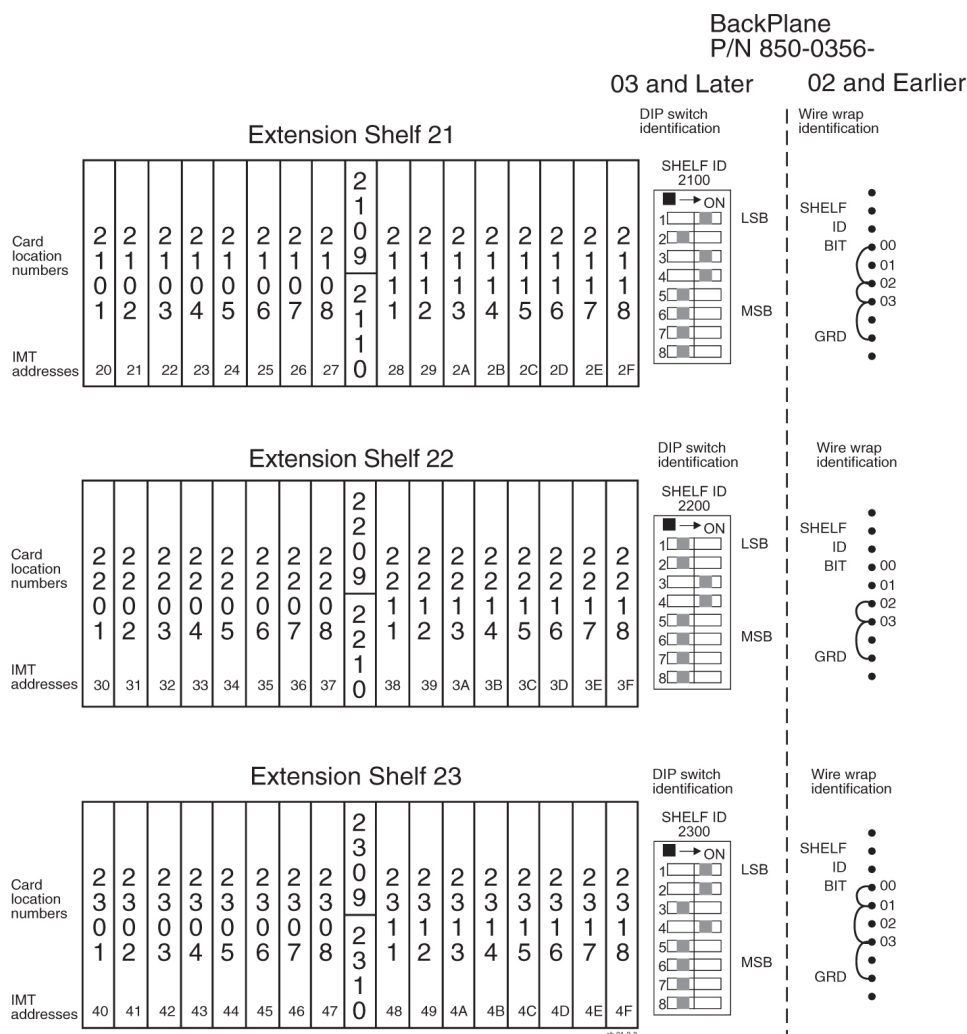 BackPlane
P/N 850-0356-
03 and Later
02 and Earlier
DIP switch
identification
Wire wrap
identification
Extension Shelf 21
SHELF ID
2100
ON
1
2
3
4
5
6
7
8
LSB
MSB
SHELF
ID
BIT
00
01
02
03
GRD
Card
location
numbers
2101 2102 2103 2104 2105 2106 2107 2108 2109 2110 2111 2112 2113 2114 2115 2116 2117 2118
IMT
addresses
20 21 22 23 24 25 26 27 28 29 2A 2B 2C 2D 2E 2F
Extension Shelf 22
DIP switch
identification
Wire wrap
identification
SHELF ID
2200
ON
1
2
3
4
5
6
7
8
LSB
MSB
SHELF
ID
BIT
00
01
02
03
GRD
Card
location
numbers
2201 2202 2203 2204 2205 2206 2207 2208 2209 2210 2211 2212 2213 2214 2215 2216 2217 2218
IMT
addresses
30 31 32 33 34 35 36 37 38 39 3A 3B 3C 3D 3E 3F
Extension Shelf 23
DIP switch
identification
Wire wrap
identification
SHELF ID
2300
ON
1
2
3
4
5
6
7
8
LSB
MSB
SHELF
ID
BIT
00
01
02
03
GRD
Card
location
numbers
2301 2302 2303 2304 2305 2306 2307 2308 2309 2310 2311 2312 2313 2314 2315 2316 2317 2318
IMT
addresses
40 41 42 43 44 45 46 47 48 49 4A 4B 4C 4D 4E 4F